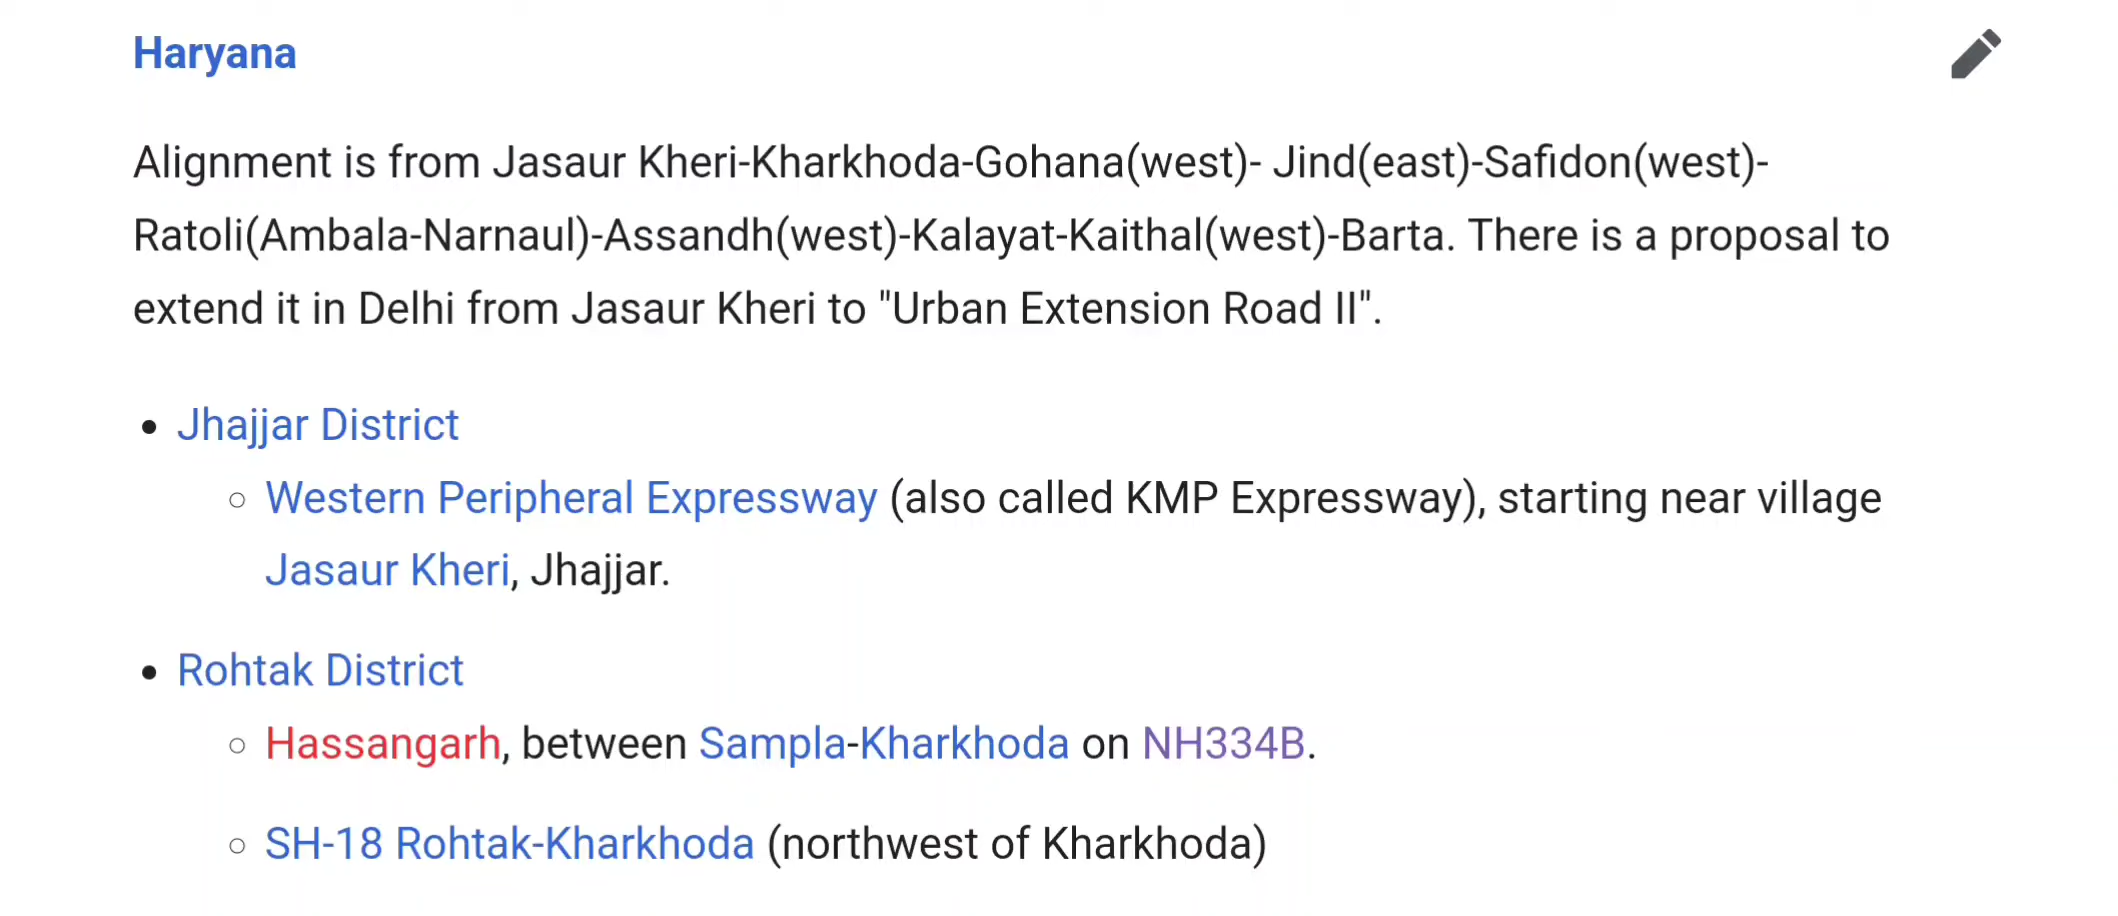 Haryana
Alignment is from Jasaur Kheri-Kharkhoda-Gohana(west)- Jind(east)-Safidon(west)-
Ratoli(Ambala-Narnaul)-Assandh(west)-Kalayat-Kaithal(west)-Barta. There is a proposal to
extend it in Delhi from Jasaur Kheri to "Urban Extension Road II".
• Jhajjar District
◦ Western Peripheral Expressway (also called KMP Expressway), starting near village
Jasaur Kheri, Jhajjar.
• Rohtak District
◦ Hassangarh, between Sampla-Kharkhoda on NH334B.
◦ SH-18 Rohtak-Kharkhoda (northwest of Kharkhoda)